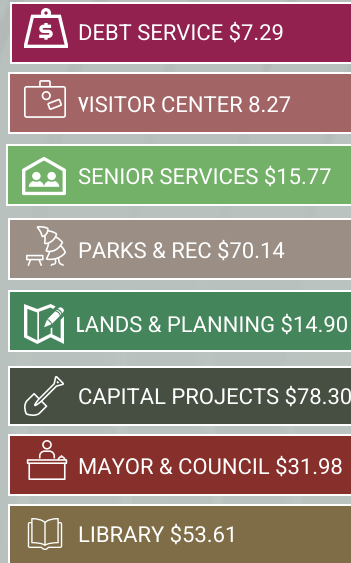 $
DEBT SERVICE $7.29
VISITOR CENTER 8.27
SENIOR SERVICES $15.77
PARKS & REC $70.14
LANDS & PLANNING $14.90
CAPITAL PROJECTS $78.30
MAYOR & COUNCIL $31.98
LIBRARY $53.61